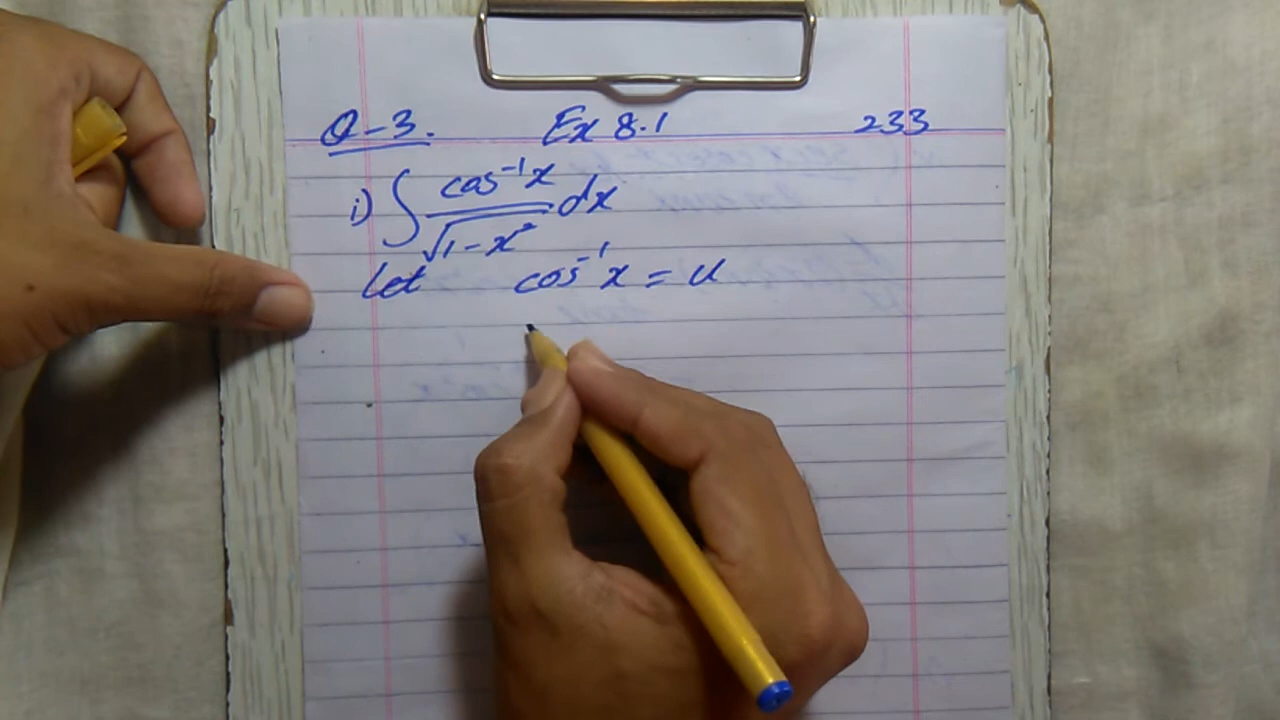 Q-3. Ex 8.1 233
i) ∫ cos⁻¹x / √1-x² dx
Let cos⁻¹x = u